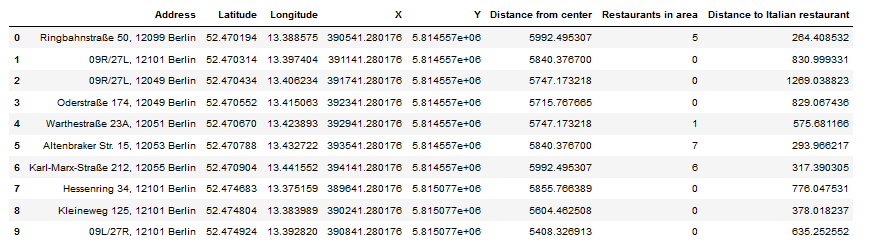 Address Latitude Longitude X Y Distance from center Restaurants in area Distance to Italian restaurant
0 Ringbahnstraße 50, 12099 Berlin 52.470194 13.388575 390541.280176 5.814557e+06 5992.495307 5 264.408532
1 09R/27L, 12101 Berlin 52.470314 13.397404 391141.280176 5.814557e+06 5840.376700 0 830.999331
2 09R/27L, 12049 Berlin 52.470434 13.406234 391741.280176 5.814557e+06 5747.173218 0 1269.038823
3 Oderstraße 174, 12049 Berlin 52.470552 13.415063 392341.280176 5.814557e+06 5715.767665 0 829.067436
4 Warthestraße 23A, 12051 Berlin 52.470670 13.423893 392941.280176 5.814557e+06 5747.173218 1 575.681166
5 Altenbraker Str. 15, 12053 Berlin 52.470788 13.432722 393541.280176 5.814557e+06 5840.376700 7 293.966217
6 Karl-Marx-Straße 212, 12055 Berlin 52.470904 13.441552 394141.280176 5.814557e+06 5992.495307 6 317.390305
7 Hessenring 34, 12101 Berlin 52.474683 13.375159 389641.280176 5.815077e+06 5855.766389 0 776.047531
8 Kleineweg 125, 12101 Berlin 52.474804 13.383989 390241.280176 5.815077e+06 5604.462508 0 378.018237
9 09L/27R, 12101 Berlin 52.474924 13.392820 390841.280176 5.815077e+06 5408.326913 0 635.252552